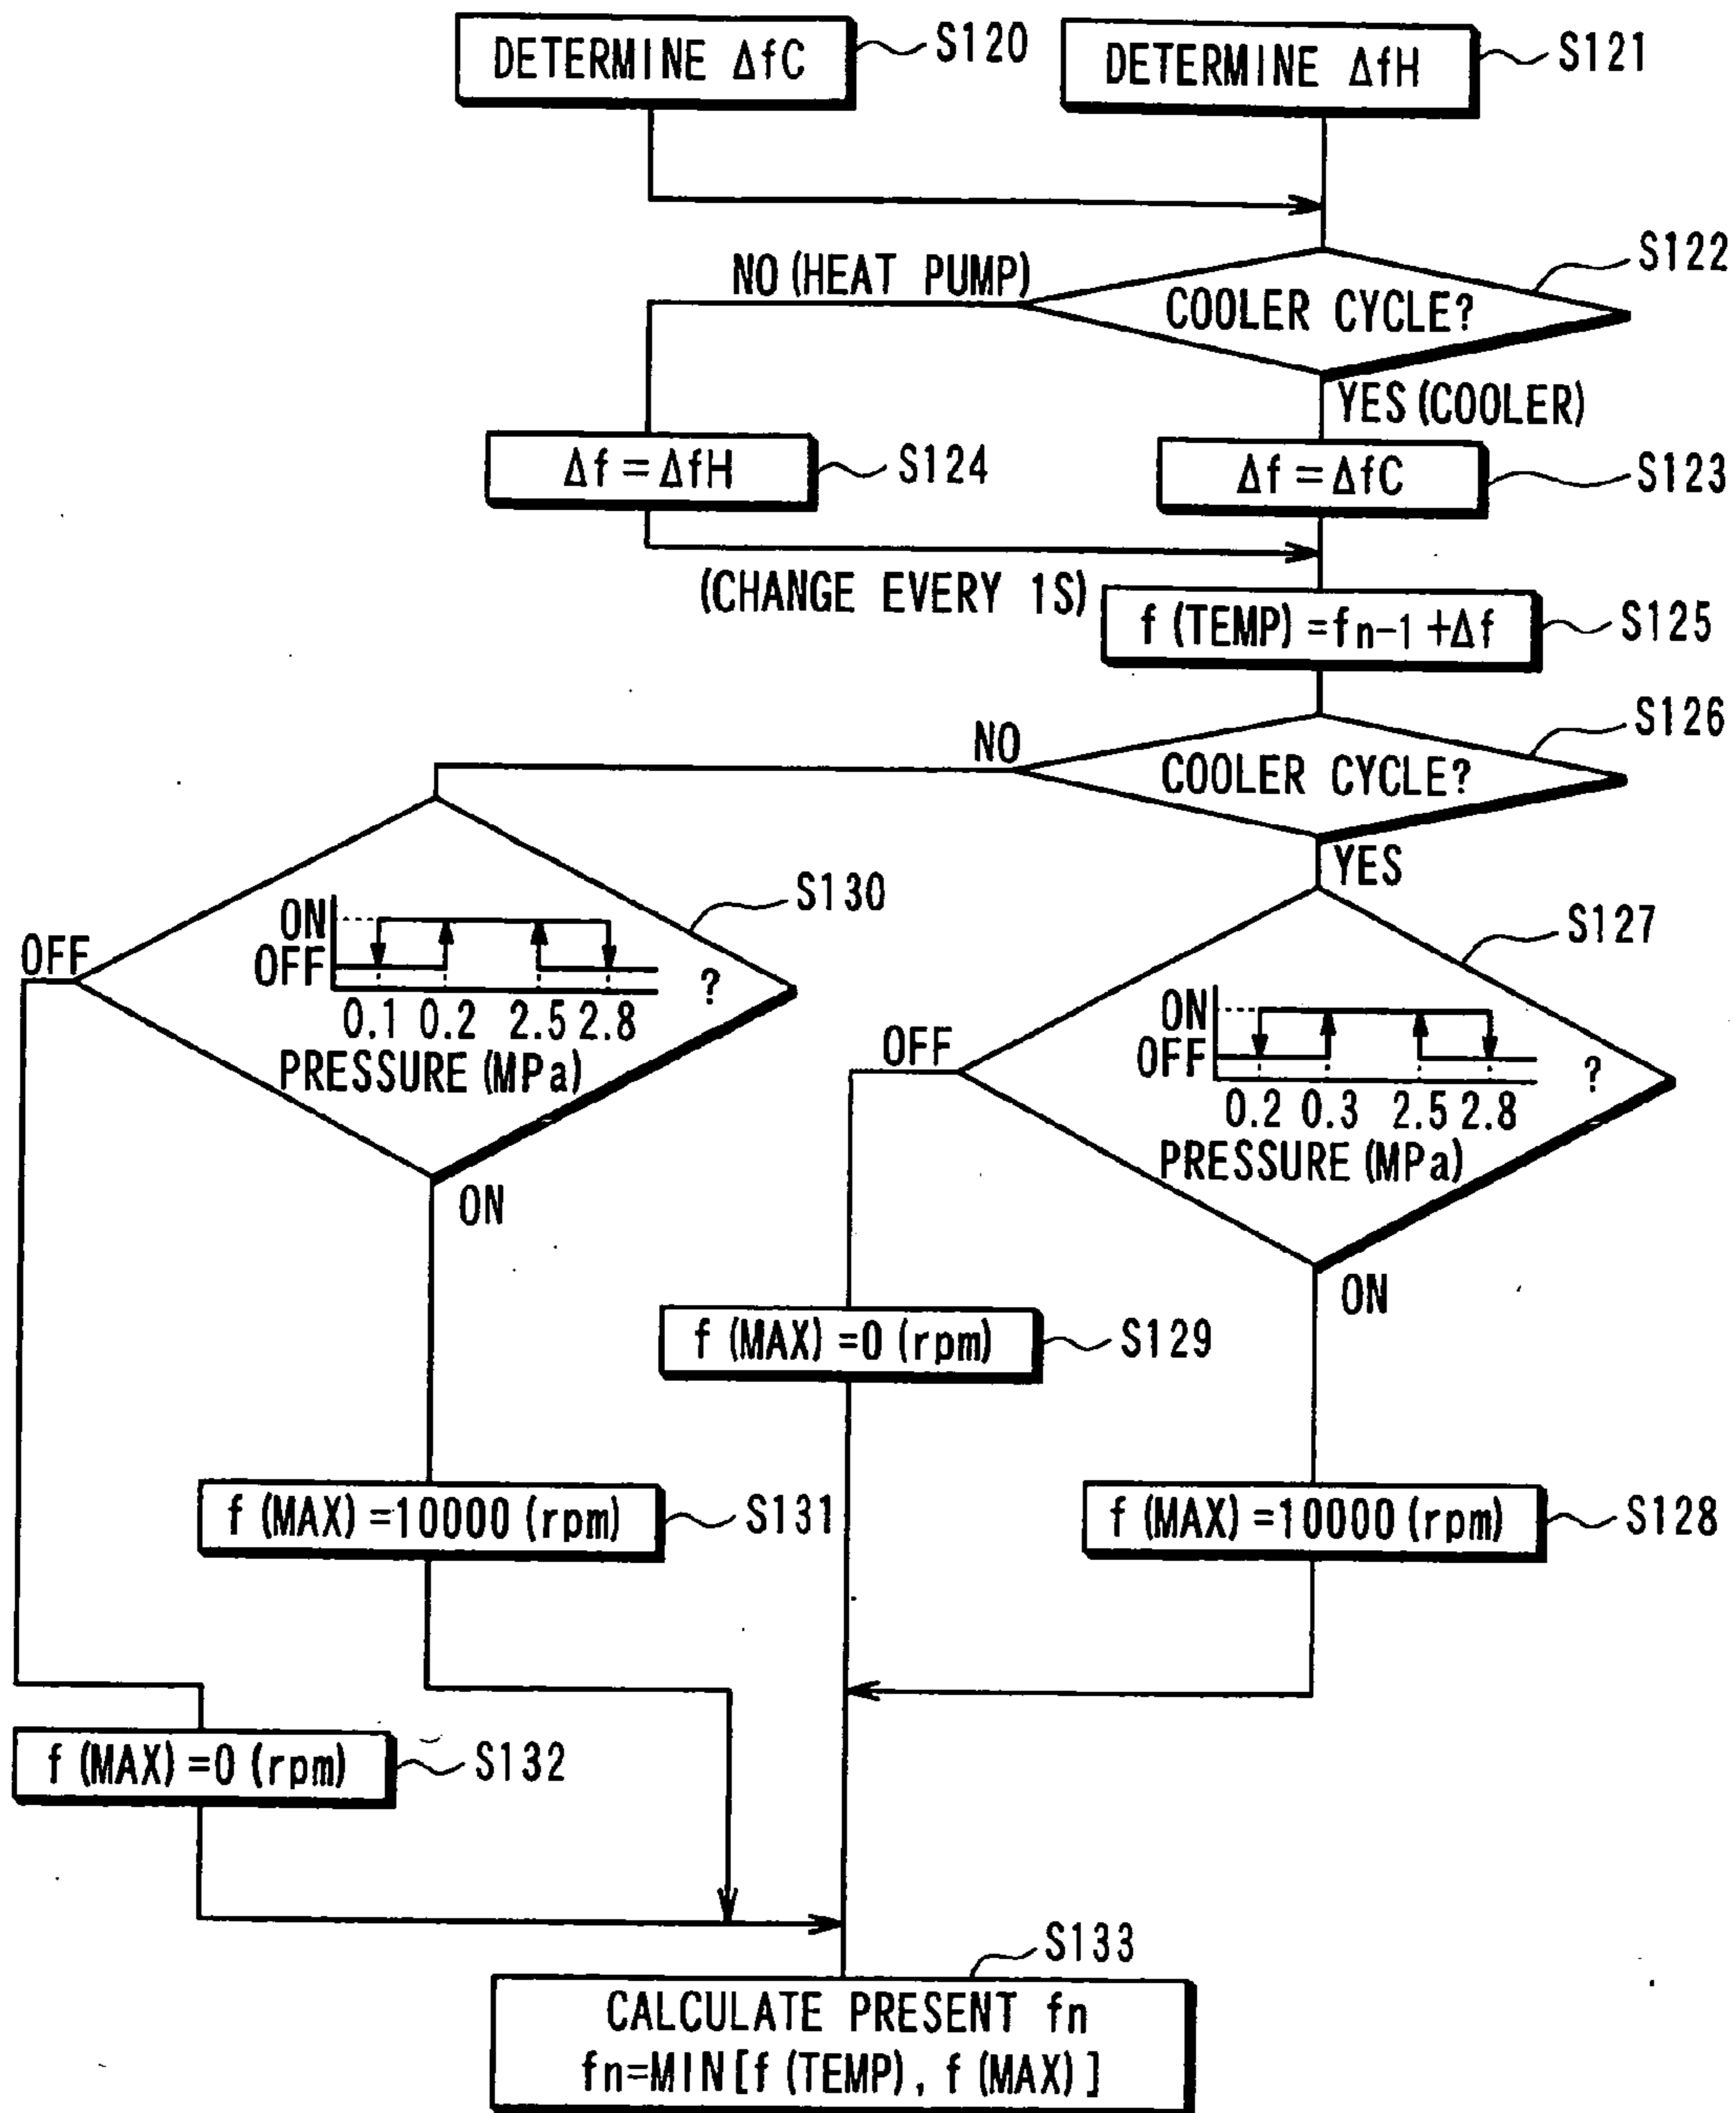 DETERMINE ΔfC
S120
DETERMINE ΔfH
S121
NO (HEAT PUMP)
S122
COOLER CYCLE?
YES (COOLER)
Δf = ΔfH
S124
Δf = ΔfC
S123
(CHANGE EVERY 1S)
f (TEMP) = fn-1 + Δf
S125
S126
NO
COOLER CYCLE?
YES
S130
ON
OFF
OFF
?
0.1 0.2 2.5 2.8
PRESSURE (MPa)
ON
S127
ON
OFF
OFF
?
0.2 0.3 2.5 2.8
PRESSURE (MPa)
ON
f (MAX) =0 (rpm)
S129
f (MAX) =10000 (rpm)
S131
f (MAX) =10000 (rpm)
S128
f (MAX) =0 (rpm)
S132
S133
CALCULATE PRESENT fn
fn=MIN[f (TEMP), f (MAX)]